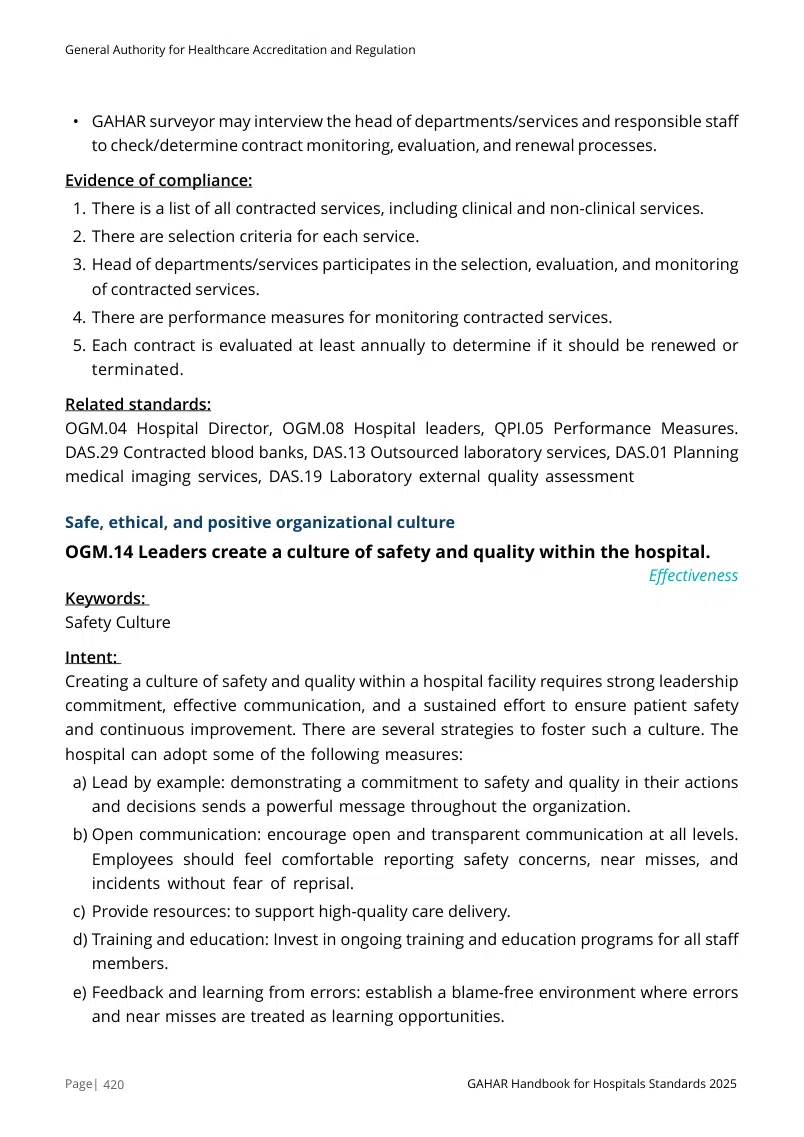 General Authority for Healthcare Accreditation and Regulation
• GAHAR surveyor may interview the head of departments/services and responsible staff
to check/determine contract monitoring, evaluation, and renewal processes.
Evidence of compliance:
1. There is a list of all contracted services, including clinical and non-clinical services.
2. There are selection criteria for each service.
3. Head of departments/services participates in the selection, evaluation, and monitoring
of contracted services.
4. There are performance measures for monitoring contracted services.
5. Each contract is evaluated at least annually to determine if it should be renewed or
terminated.
Related standards:
OGM.04 Hospital Director, OGM.08 Hospital leaders, QPI.05 Performance Measures.
DAS.29 Contracted blood banks, DAS.13 Outsourced laboratory services, DAS.01 Planning
medical imaging services, DAS.19 Laboratory external quality assessment
Safe, ethical, and positive organizational culture
OGM.14 Leaders create a culture of safety and quality within the hospital.
Effectiveness
Keywords:
Safety Culture
Intent:
Creating a culture of safety and quality within a hospital facility requires strong leadership
commitment, effective communication, and a sustained effort to ensure patient safety
and continuous improvement. There are several strategies to foster such a culture. The
hospital can adopt some of the following measures:
a) Lead by example: demonstrating a commitment to safety and quality in their actions
and decisions sends a powerful message throughout the organization.
b) Open communication: encourage open and transparent communication at all levels.
Employees should feel comfortable reporting safety concerns, near misses, and
incidents without fear of reprisal.
c) Provide resources: to support high-quality care delivery.
d) Training and education: Invest in ongoing training and education programs for all staff
members.
e) Feedback and learning from errors: establish a blame-free environment where errors
and near misses are treated as learning opportunities.
Page| 420 GAHAR Handbook for Hospitals Standards 2025